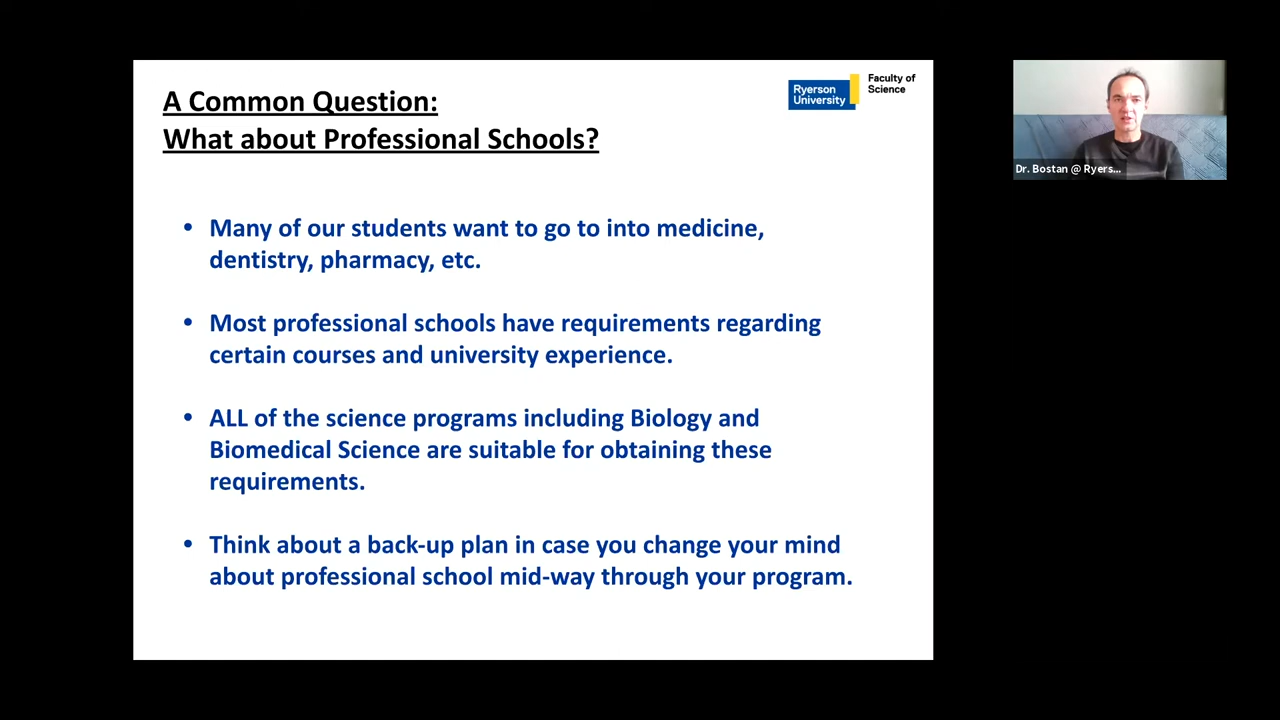 A Common Question:
What about Professional Schools?
Ryerson
University
Faculty of
Science
• Many of our students want to go to into medicine,
dentistry, pharmacy, etc.
• Most professional schools have requirements regarding
certain courses and university experience.
• ALL of the science programs including Biology and
Biomedical Science are suitable for obtaining these
requirements.
• Think about a back-up plan in case you change your mind
about professional school mid-way through your program.
Dr. Bostan @ Ryers...